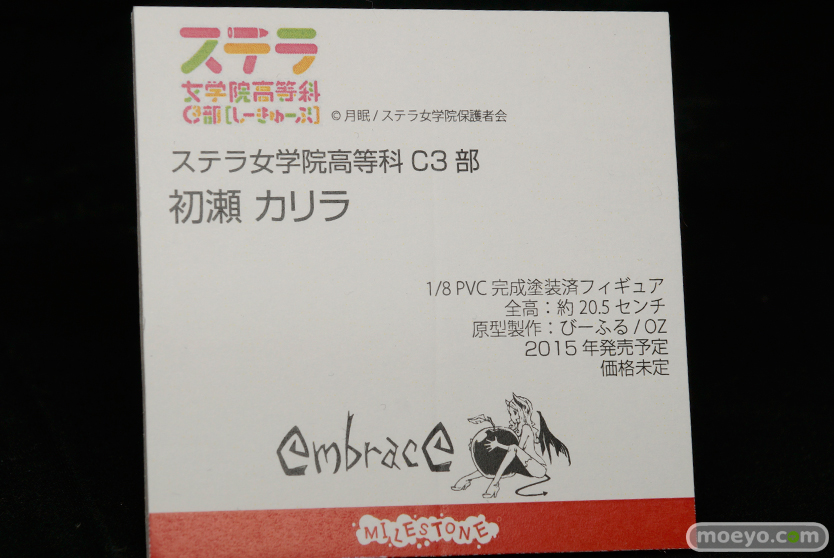 ステラ
女学院高等科
C³部[しーきゅーぶ]
© 月眠 / ステラ女学院保護者会
ステラ女学院高等科 C3 部
初瀬 カリラ
1/8 PVC 完成塗装済フィギュア
全高：約 20.5 センチ
原型製作：びーふる / OZ
2015 年発売予定
価格未定
embrace
MILESTONE
moeyo.com